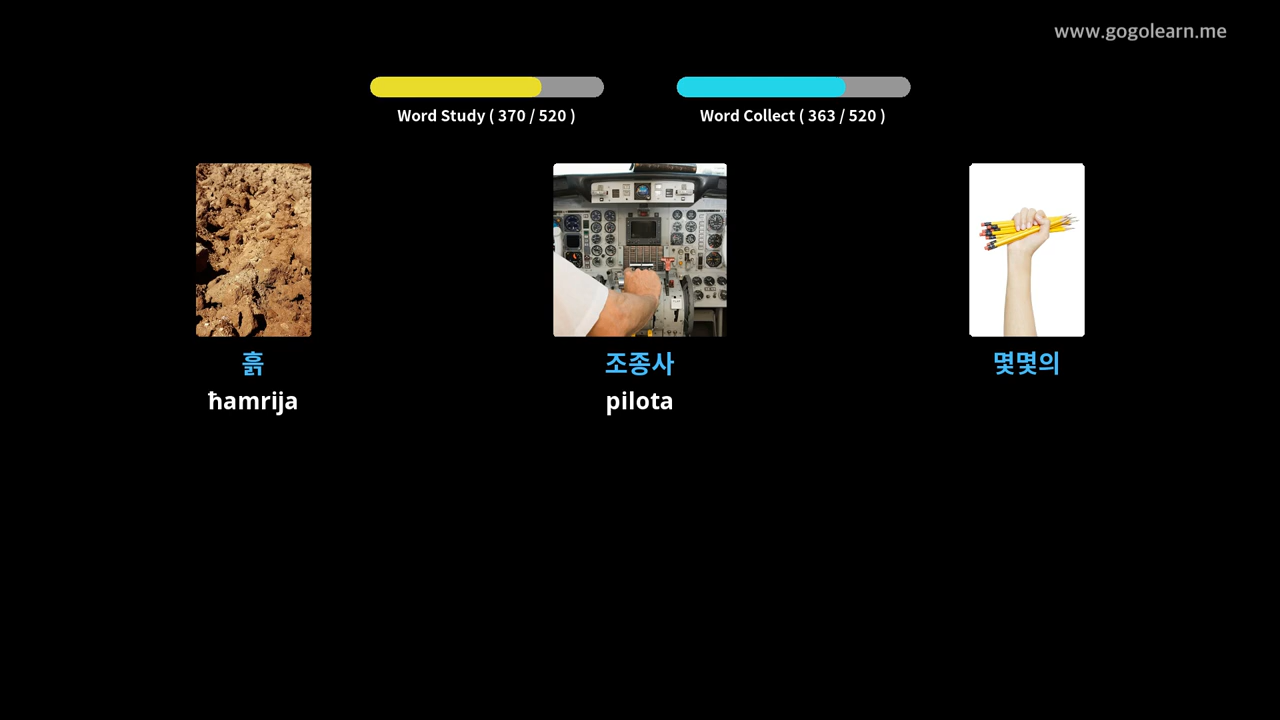 www.gogolearn.me
Word Study ( 370 / 520 )
Word Collect ( 363 / 520 )
흙
조종사
몇몇의
ħamrija
pilota